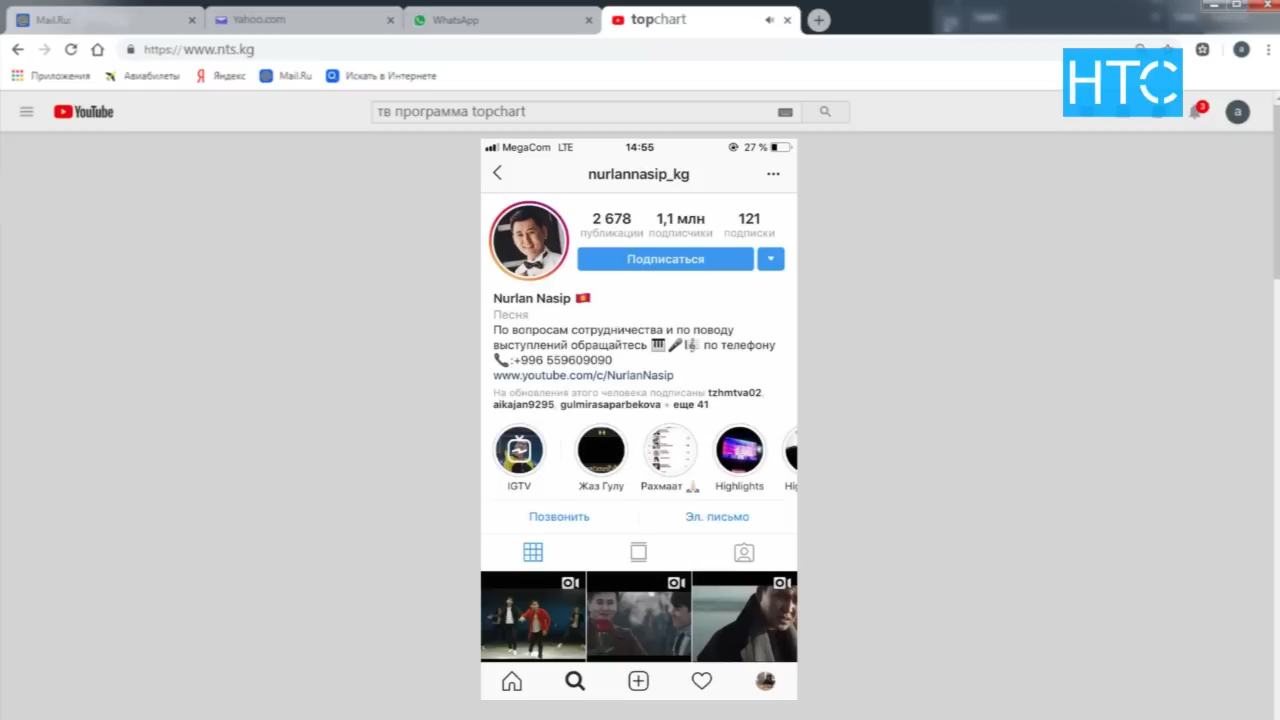 Mail.Ru:
Yahoo.com
WhatsApp
topchart
https://www.nts.kg
Приложения
Авиабилеты
Яндекс
Mail.Ru
Искать в Интернете
НТС
YouTube
тв программа topchart
3
a
MegaCom LTE 14:55 27 %
nurlannasip_kg
2 678 1,1 млн 121
публикации подписчики подписки
Подписаться
Nurlan Nasip
Песня
По вопросам сотрудничества и по поводу
выступлений обращайтесь по телефону
:+996 559609090
www.youtube.com/c/NurlanNasip
На обновления этого человека подписаны tzhmtva02,
aikajan9295, gulmirasaparbekova + еще 41
IGTV Жаз Гулу Рахмаат Highlights Hig
Позвонить Эл. письмо